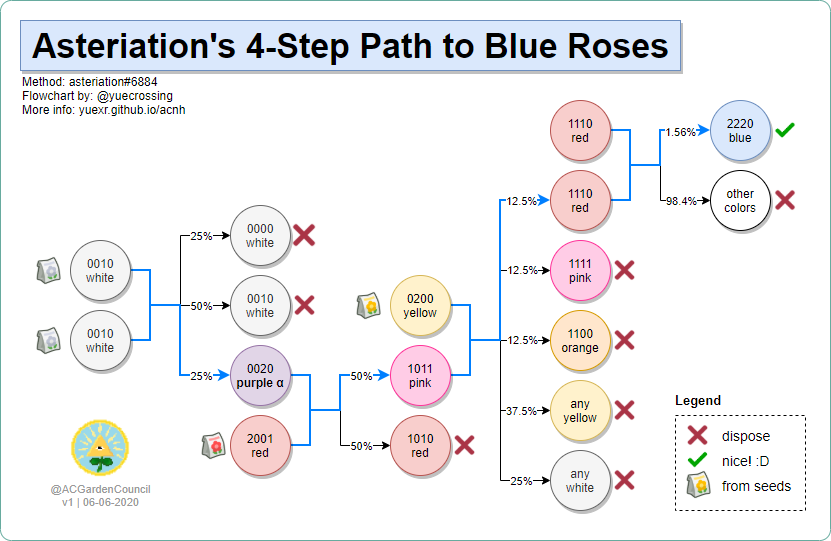 Asteriation's 4-Step Path to Blue Roses
Method: asteriation#6884
Flowchart by: @yuecrossing
More info: yuexr.github.io/acnh
0010
white
0010
white
25%
50%
25%
0000
white
0010
white
0020
purple α
2001
red
50%
50%
0200
yellow
1011
pink
1010
red
12.5%
12.5%
12.5%
37.5%
25%
1110
red
1110
red
1111
pink
1100
orange
any
yellow
any
white
1.56%
98.4%
2220
blue
other
colors
Legend
dispose
nice! :D
from seeds
@ACGardenCouncil
v1 | 06-06-2020